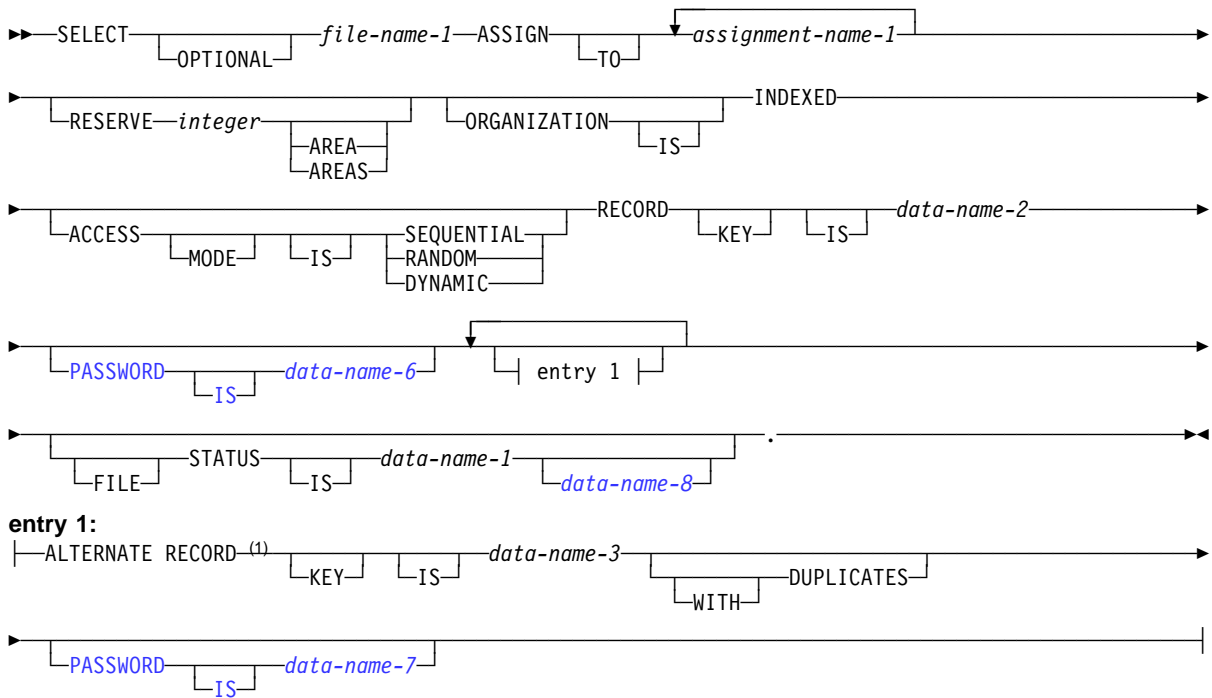 SELECT OPTIONAL file-name-1 ASSIGN TO assignment-name-1
RESERVE integer AREA AREAS ORGANIZATION IS INDEXED
ACCESS MODE IS SEQUENTIAL RANDOM DYNAMIC RECORD KEY IS data-name-2
PASSWORD IS data-name-6 entry 1
FILE STATUS IS data-name-1 data-name-8 .
entry 1:
ALTERNATE RECORD (1) KEY IS data-name-3 WITH DUPLICATES
PASSWORD IS data-name-7